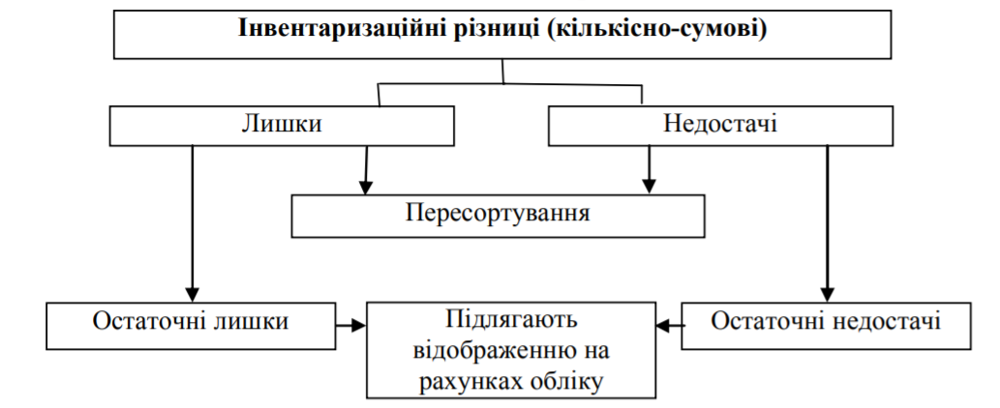 Інвентаризаційні різниці (кількісно-сумові)
Лишки
Недостачі
Пересортування
Остаточні лишки
Підлягають
відображенню на
рахунках обліку
Остаточні недостачі